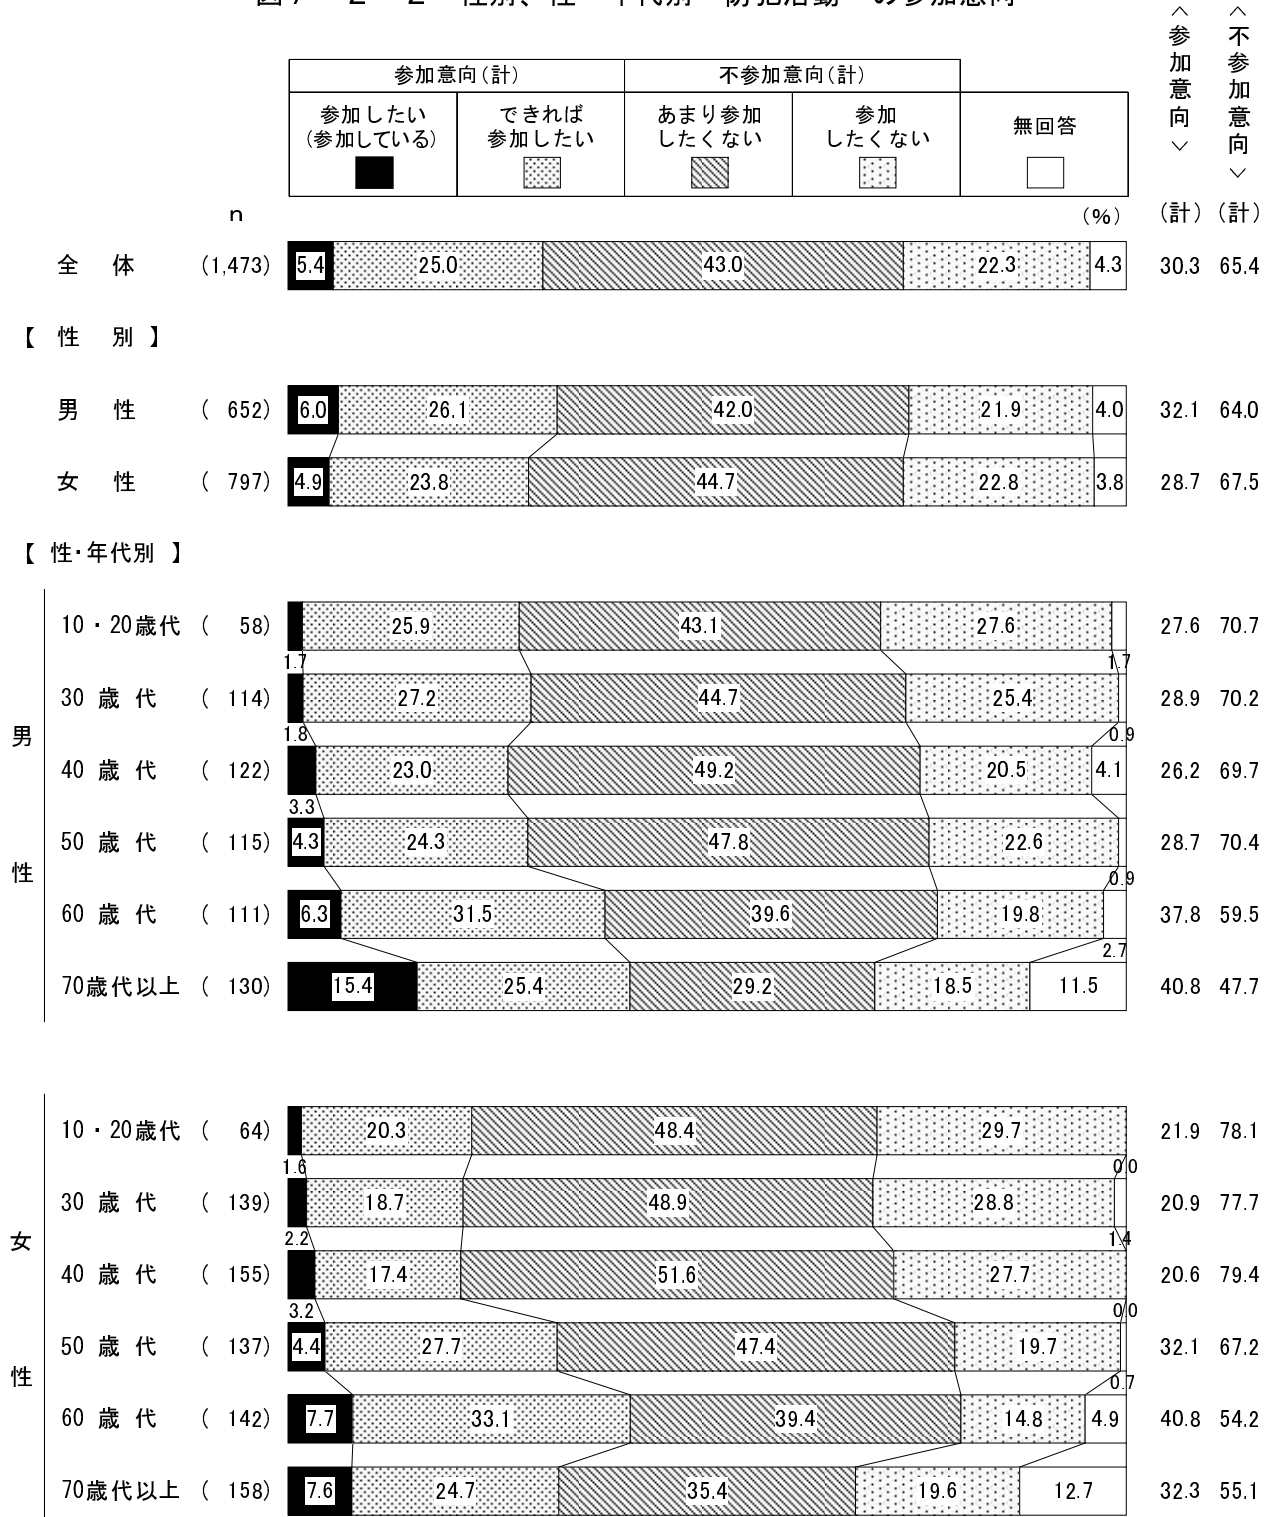 参加意向(計) 不参加意向(計)
参加したい
(参加している)
できれば
参加したい
あまり参加
したくない
参加
したくない
無回答
〈参加意向〉
(計)
〈不参加意向〉
(計)
n (%)
全体 (1,473) 5.4 25.0 43.0 22.3 4.3 30.3 65.4
【性別】
男性 ( 652) 6.0 26.1 42.0 21.9 4.0 32.1 64.0
女性 ( 797) 4.9 23.8 44.7 22.8 3.8 28.7 67.5
【性・年代別】
男性
10・20歳代 ( 58) 25.9 43.1 27.6 27.6 70.7
1.7 1.7
30歳代 ( 114) 27.2 44.7 25.4 28.9 70.2
1.8 0.9
40歳代 ( 122) 23.0 49.2 20.5 4.1 26.2 69.7
3.3
50歳代 ( 115) 4.3 24.3 47.8 22.6 28.7 70.4
0.9
60歳代 ( 111) 6.3 31.5 39.6 19.8 37.8 59.5
2.7
70歳代以上 ( 130) 15.4 25.4 29.2 18.5 11.5 40.8 47.7
女性
10・20歳代 ( 64) 20.3 48.4 29.7 21.9 78.1
1.6 0.0
30歳代 ( 139) 18.7 48.9 28.8 20.9 77.7
2.2 1.4
40歳代 ( 155) 17.4 51.6 27.7 20.6 79.4
3.2 0.0
50歳代 ( 137) 4.4 27.7 47.4 19.7 32.1 67.2
0.7
60歳代 ( 142) 7.7 33.1 39.4 14.8 4.9 40.8 54.2
70歳代以上 ( 158) 7.6 24.7 35.4 19.6 12.7 32.3 55.1